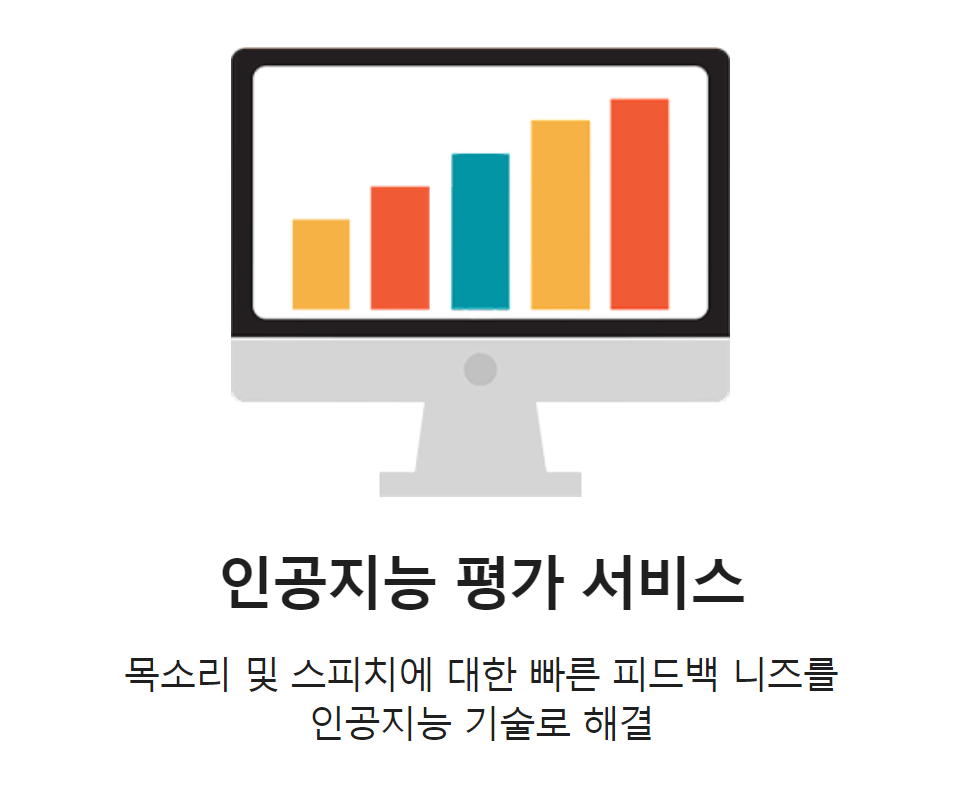 인공지능 평가 서비스
목소리 및 스피치에 대한 빠른 피드백 니즈를
인공지능 기술로 해결